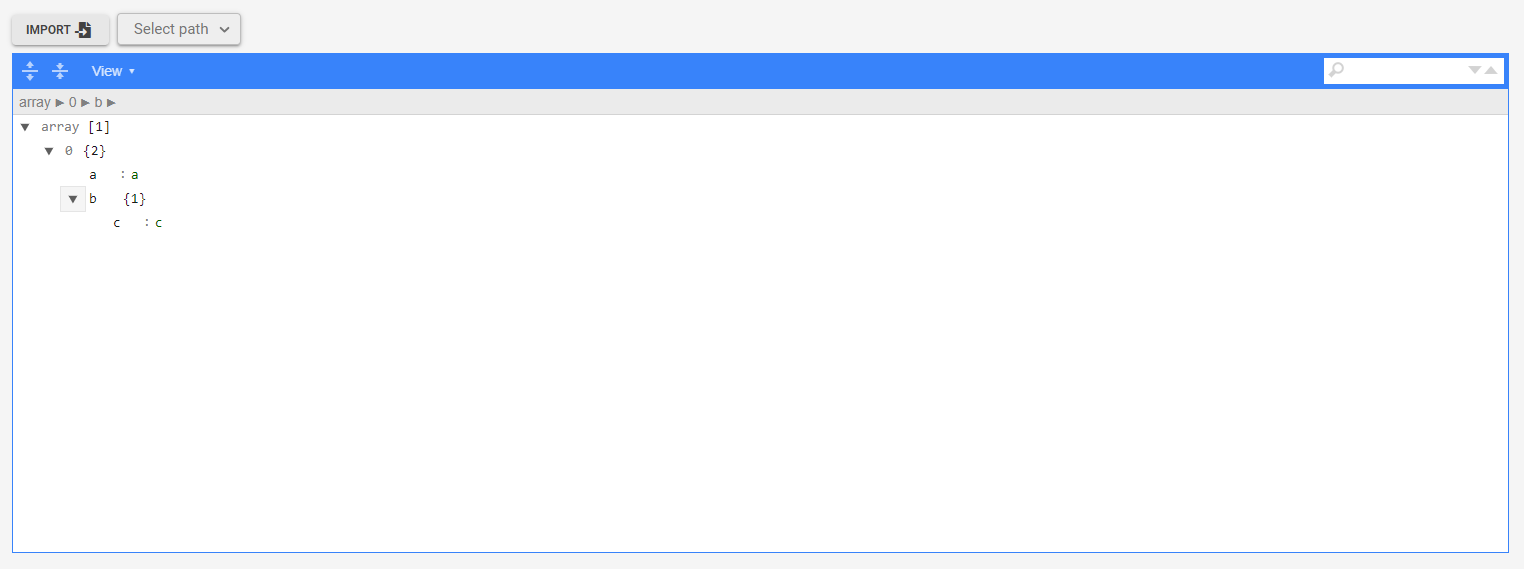 IMPORT Select path
View ▾
array ► 0 ► b ►
▼ array [1]
▼ 0 {2}
a : a
▼ b {1}
c : c